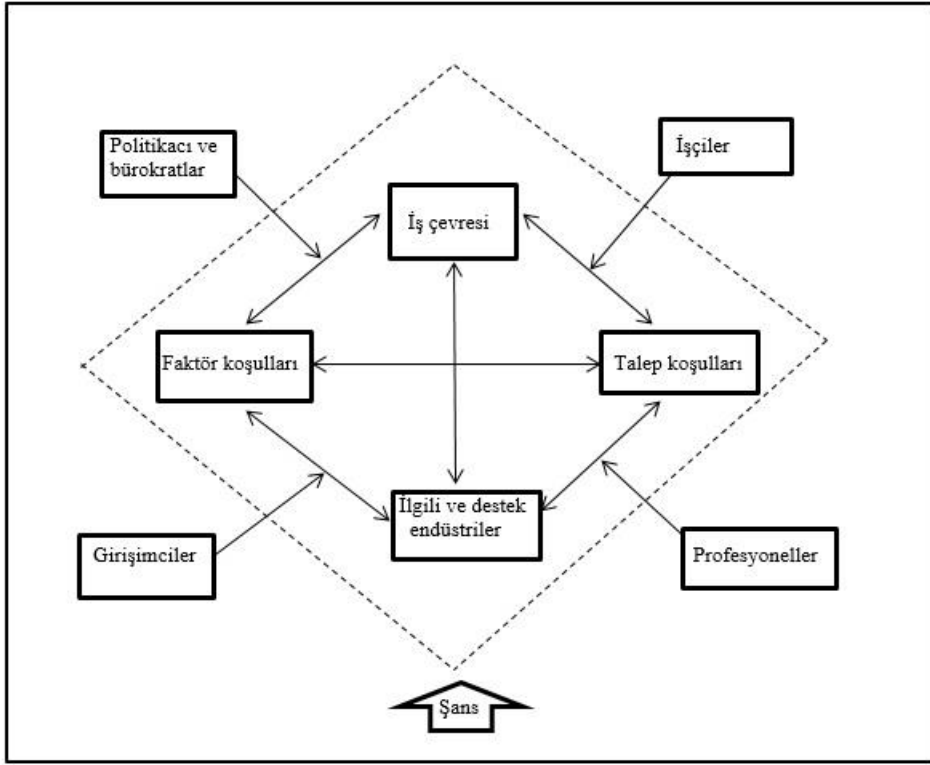 Politikacı ve
bürokratlar
İşçiler
İş çevresi
Faktör koşulları
Talep koşulları
İlgili ve destek
endüstriler
Girişimciler
Profesyoneller
Şans